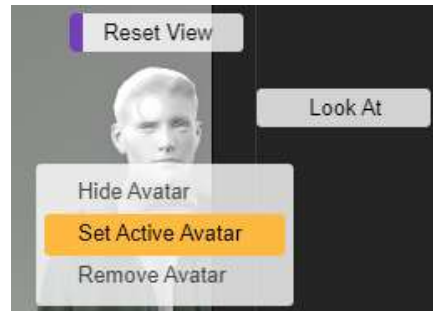 Reset View
Look At
Hide Avatar
Set Active Avatar
Remove Avatar